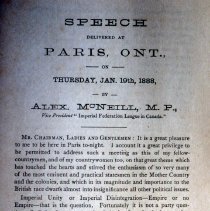 SPEECH
DELIVERED AT
PARIS, ONT.,
ON
THURSDAY, JAN. 19th, 1888,
BY
ALEX. McNEILL, M. P.,
Vice President "Imperial Federation League in Canada."
MR. CHAIRMAN, LADIES AND GENTLEMEN: It is a great pleasure
to me to be here in Paris to-night. I account it a great privilege to
be permitted to address such a meeting as this of my fellow-
countrymen, and of my countrywomen too, on that great theme which
has touched the hearts and stirred the enthusiasm of so very many
of the most eminent and practical statesmen in the Mother Country
and the colonies, and which in its magnitude and importance to the
British race dwarfs almost into insignificance all other political issues.
Imperial Unity or Imperial Disintegration—Empire or no
Empire—that is the question. Fortunately it is not a party ques-